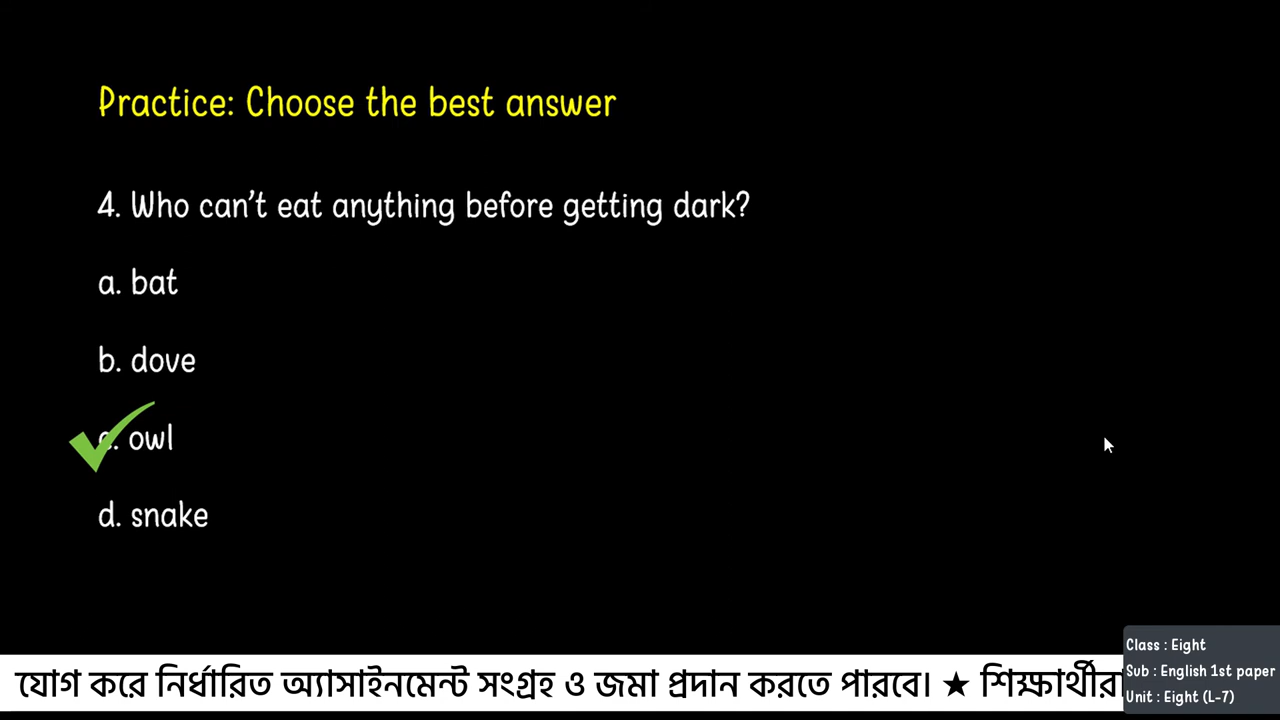 Practice: Choose the best answer
4. Who can't eat anything before getting dark?
a. bat
b. dove
c. owl
d. snake
Class : Eight
Sub : English 1st paper
Unit : Eight (L-7)
যোগ করে নির্ধারিত অ্যাসাইনমেন্ট সংগ্রহ ও জমা প্রদান করতে পারবে। ★ শিক্ষার্থীরা